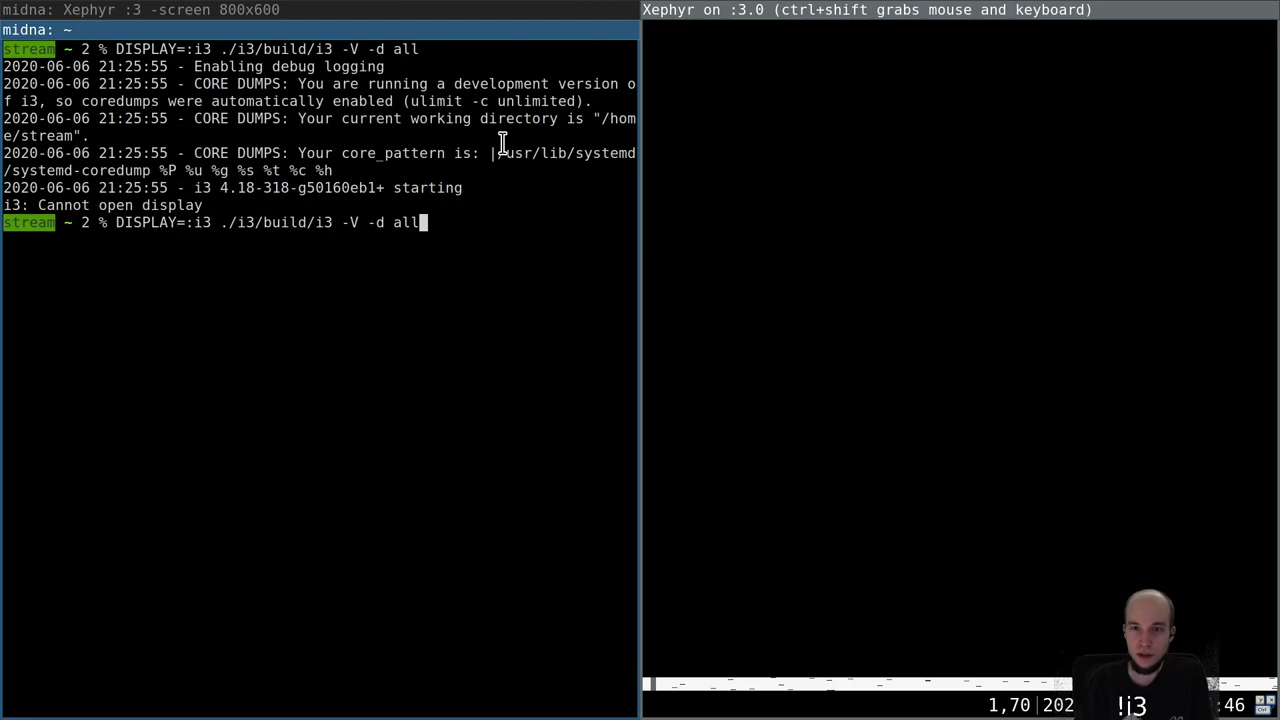 midna: Xephyr :3 -screen 800x600
midna: ~
stream ~ 2 % DISPLAY=:i3 ./i3/build/i3 -V -d all
2020-06-06 21:25:55 - Enabling debug logging
2020-06-06 21:25:55 - CORE DUMPS: You are running a development version o
f i3, so coredumps were automatically enabled (ulimit -c unlimited).
2020-06-06 21:25:55 - CORE DUMPS: Your current working directory is "/hom
e/stream".
2020-06-06 21:25:55 - CORE DUMPS: Your core_pattern is: |/usr/lib/systemd
/systemd-coredump %P %u %g %s %t %c %h
2020-06-06 21:25:55 - i3 4.18-318-g50160eb1+ starting
i3: Cannot open display
stream ~ 2 % DISPLAY=:i3 ./i3/build/i3 -V -d all
Xephyr on :3.0 (ctrl+shift grabs mouse and keyboard)
1,70 202 !i3 :46